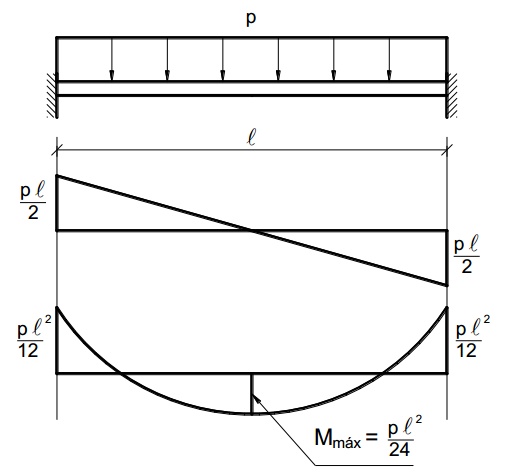 p
ℓ
pℓ/2
pℓ/2
pℓ²/12
pℓ²/12
Mmáx = pℓ²/24